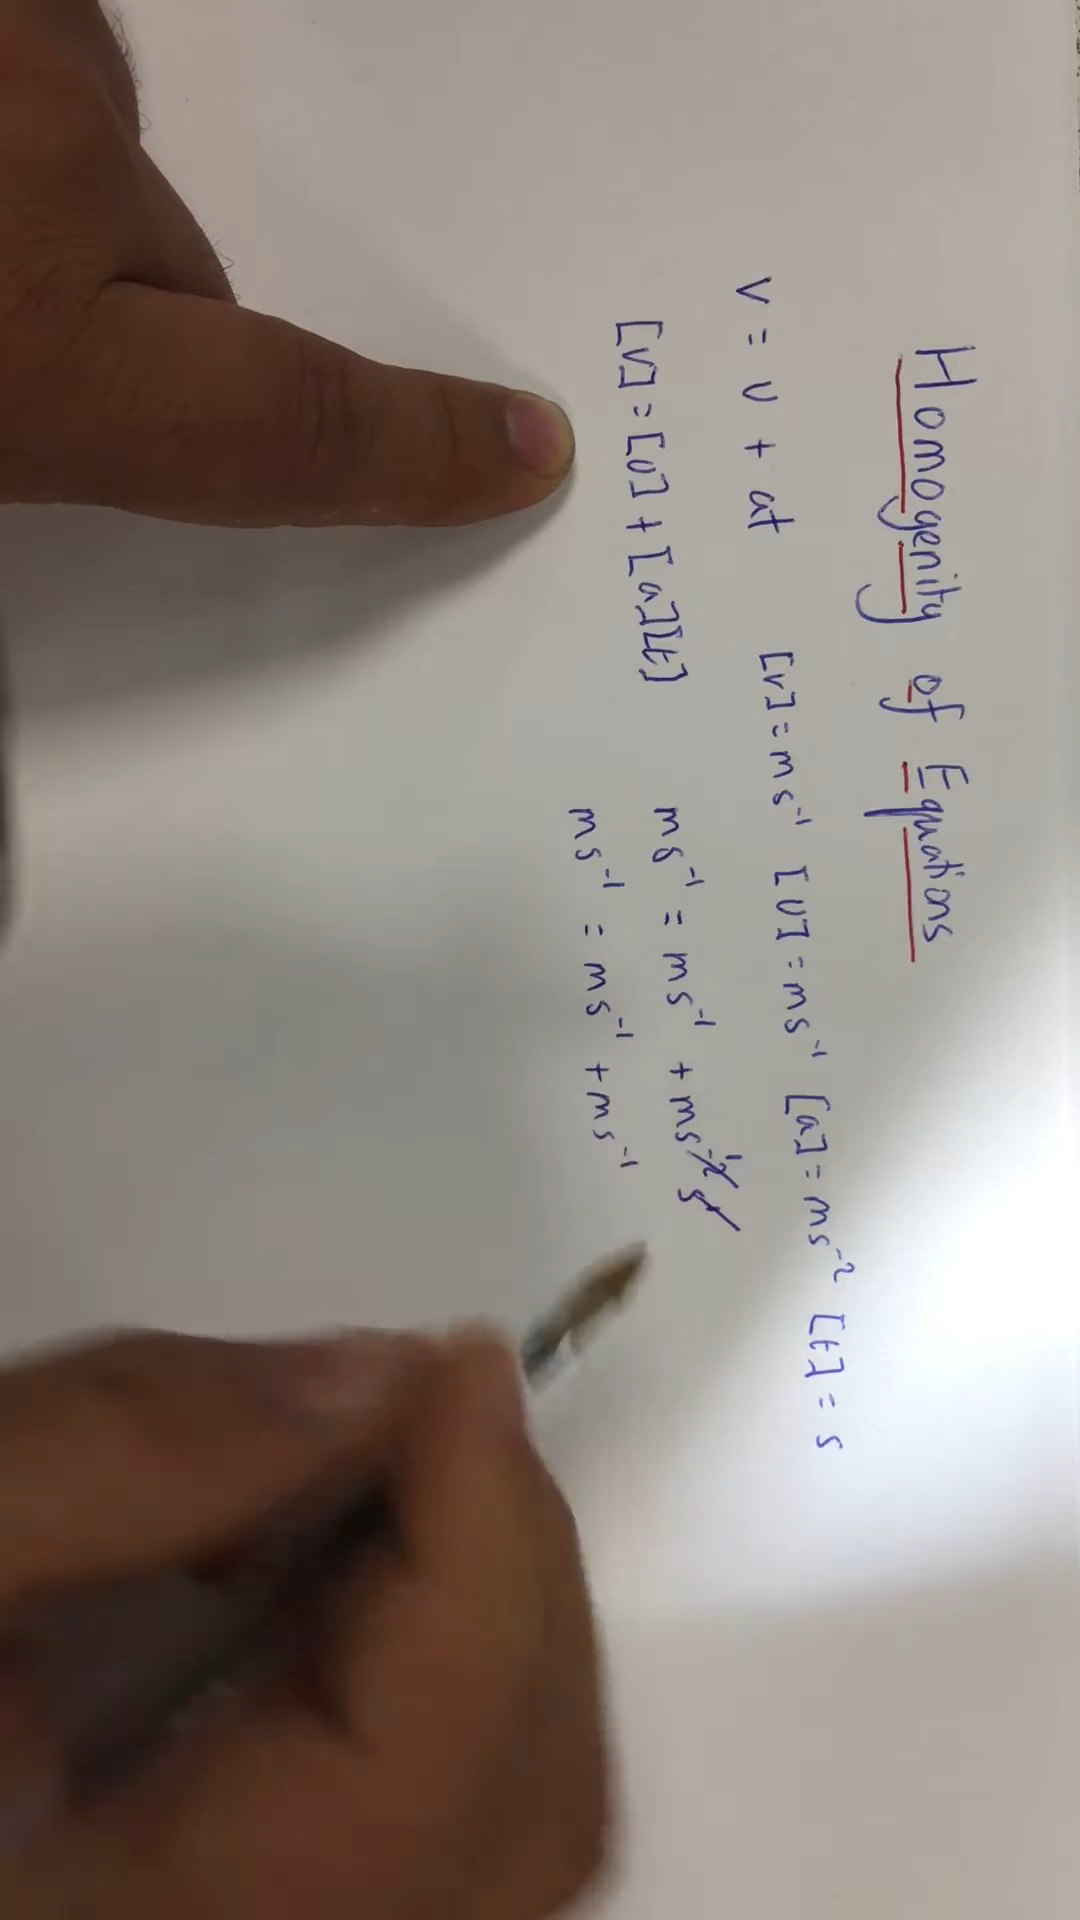 Homogenity of Equations
v = u + at [v] = ms⁻¹ [u] = ms⁻¹ [a] = ms⁻² [t] = s
[v] = [u] + [a][t] ms⁻¹ = ms⁻¹ + ms⁻²¹ s
ms⁻¹ = ms⁻¹ + ms⁻¹